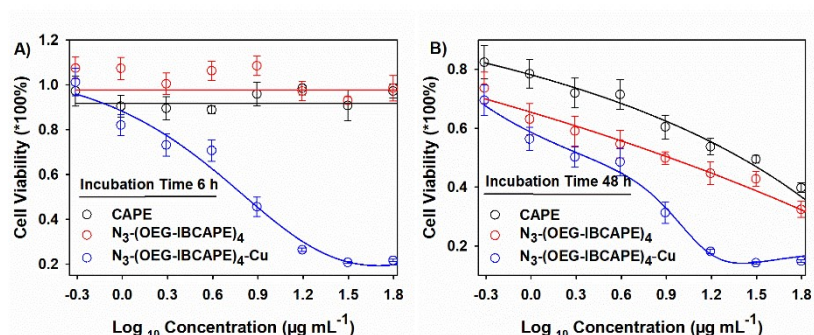 A)
Cell Viability (*100%)
1.2
1.0
0.8
0.6
0.4
0.2
Incubation Time 6 h
CAPE
N3-(OEG-IBCAPE)4
N3-(OEG-IBCAPE)4-Cu
-0.3 0.0 0.3 0.6 0.9 1.2 1.5 1.8
Log 10 Concentration (µg mL-1)
B)
Cell Viability (*100%)
0.8
0.6
0.4
0.2
Incubation Time 48 h
CAPE
N3-(OEG-IBCAPE)4
N3-(OEG-IBCAPE)4-Cu
-0.3 0.0 0.3 0.6 0.9 1.2 1.5 1.8
Log 10 Concentration (µg mL-1)